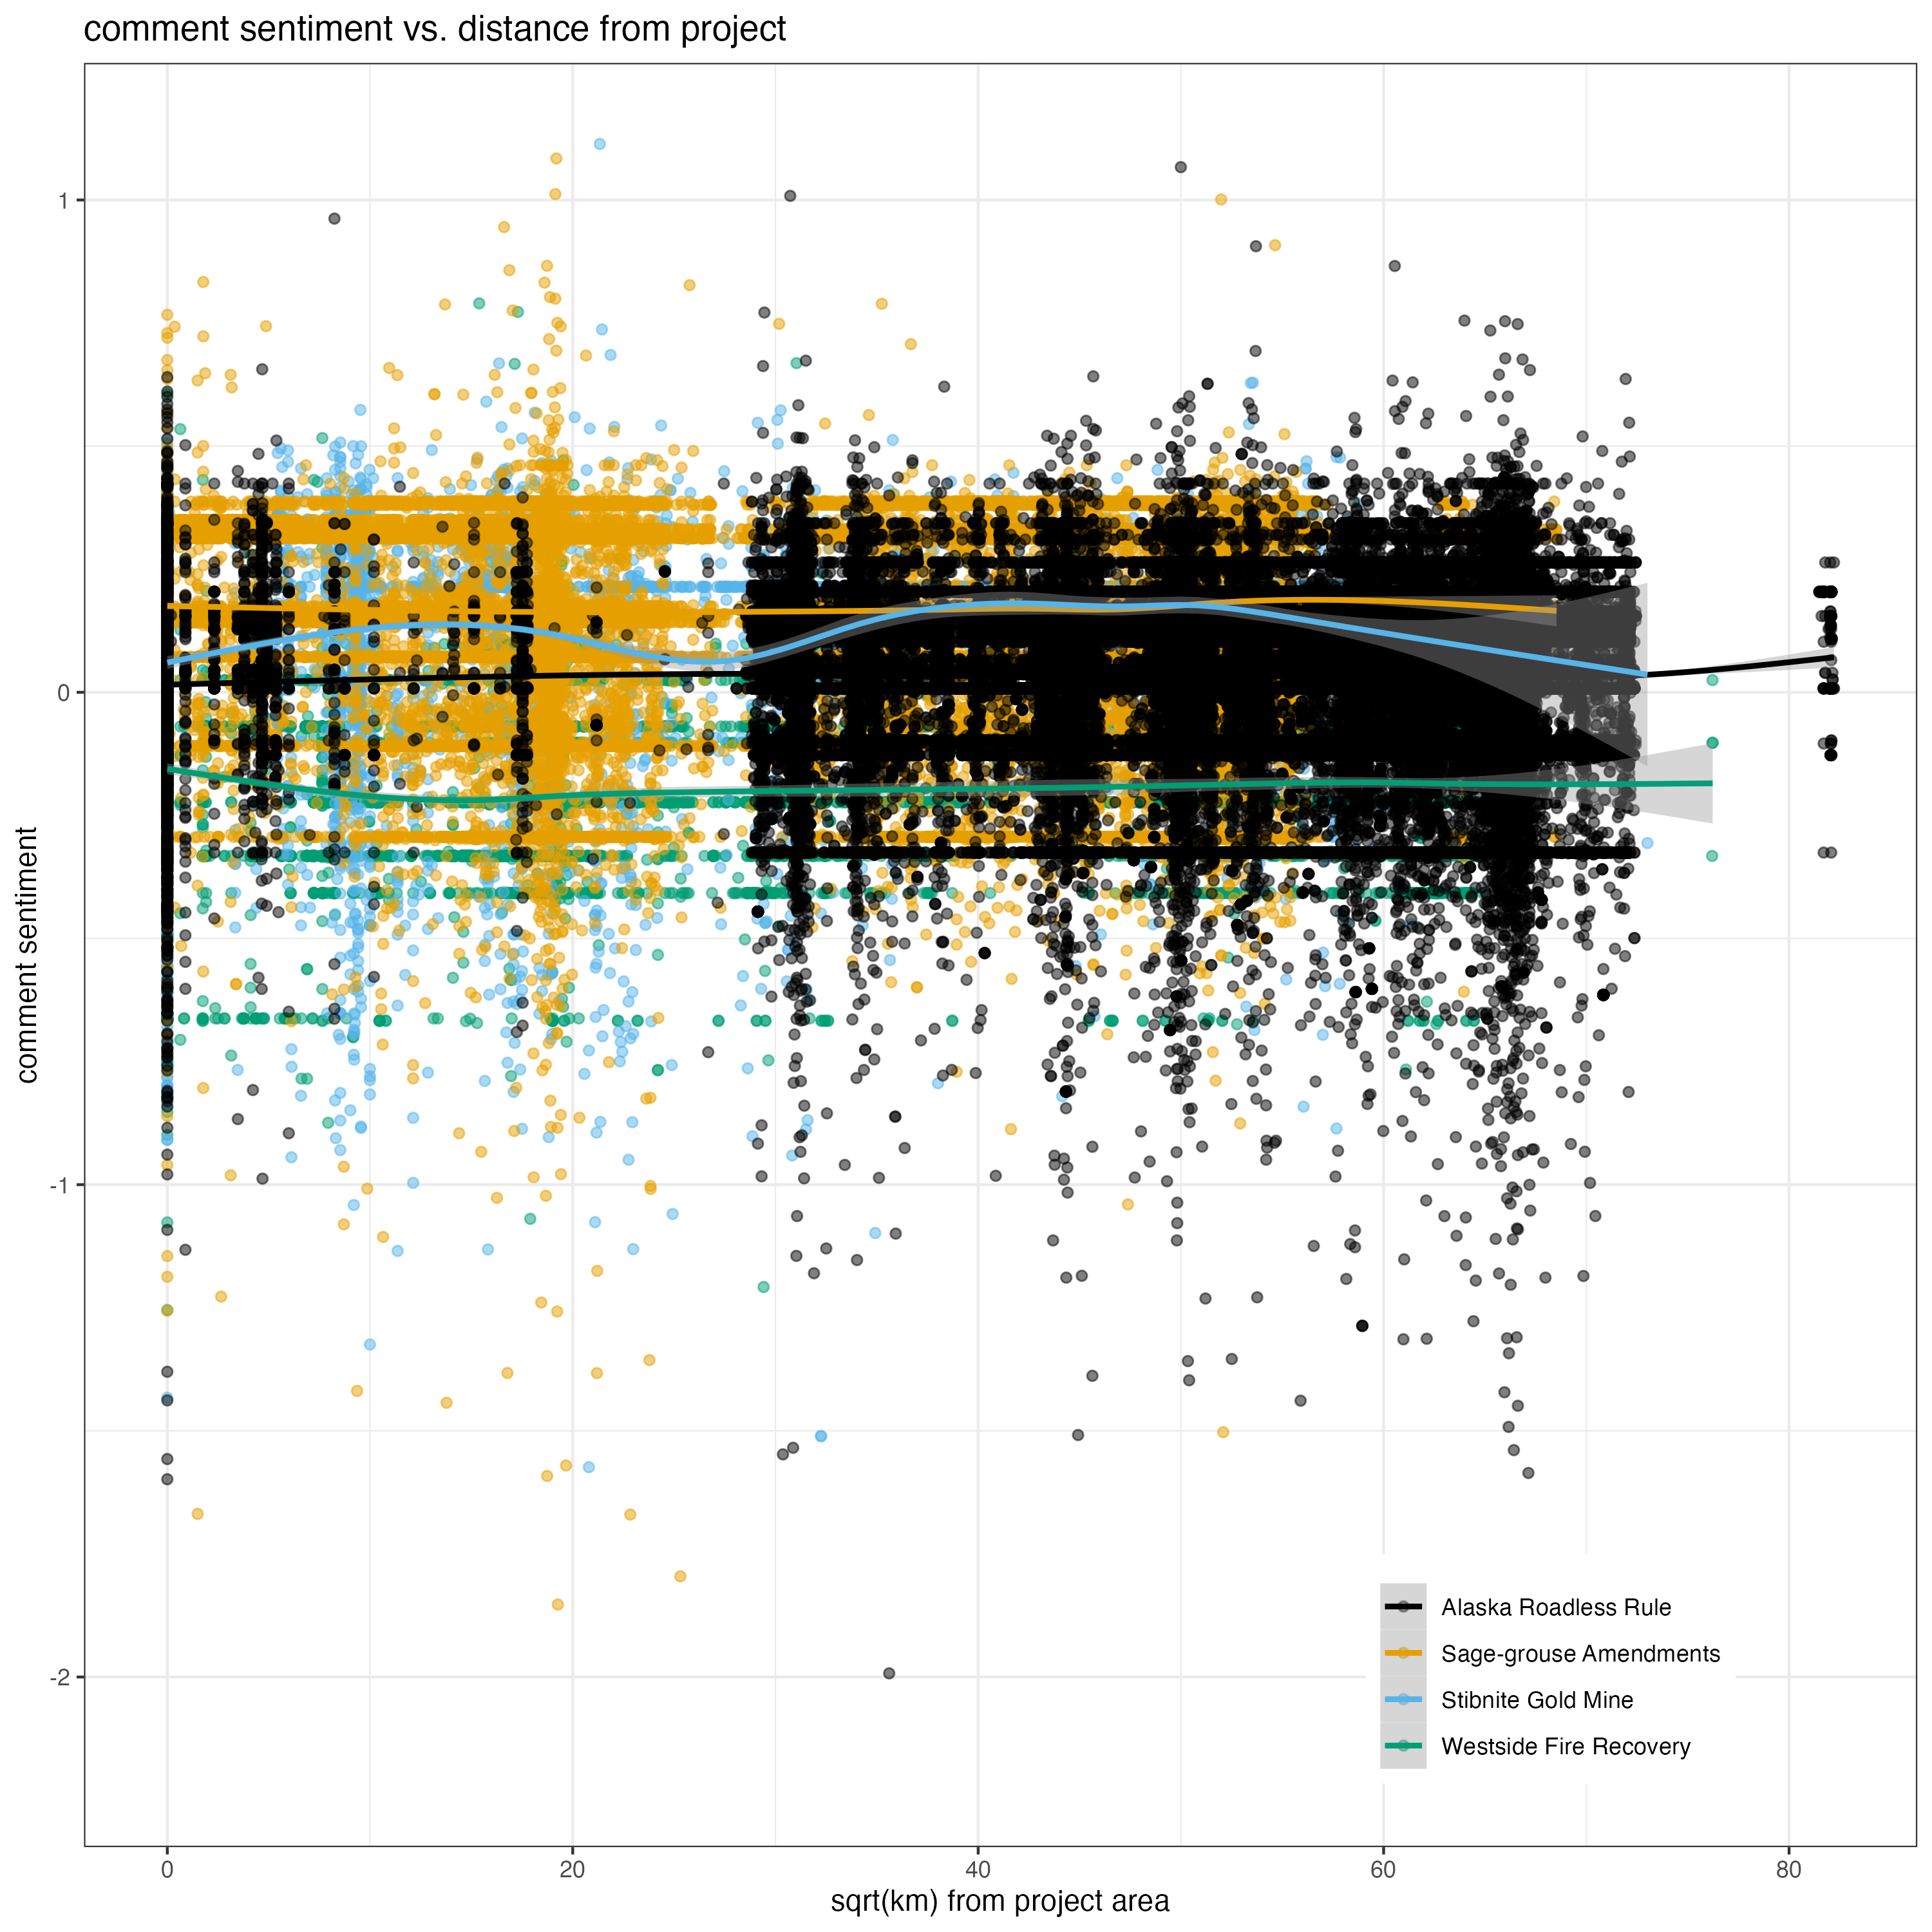 comment sentiment vs. distance from project
comment sentiment
1
0
-1
-2
0
20
40
60
80
sqrt(km) from project area
Alaska Roadless Rule
Sage-grouse Amendments
Stibnite Gold Mine
Westside Fire Recovery